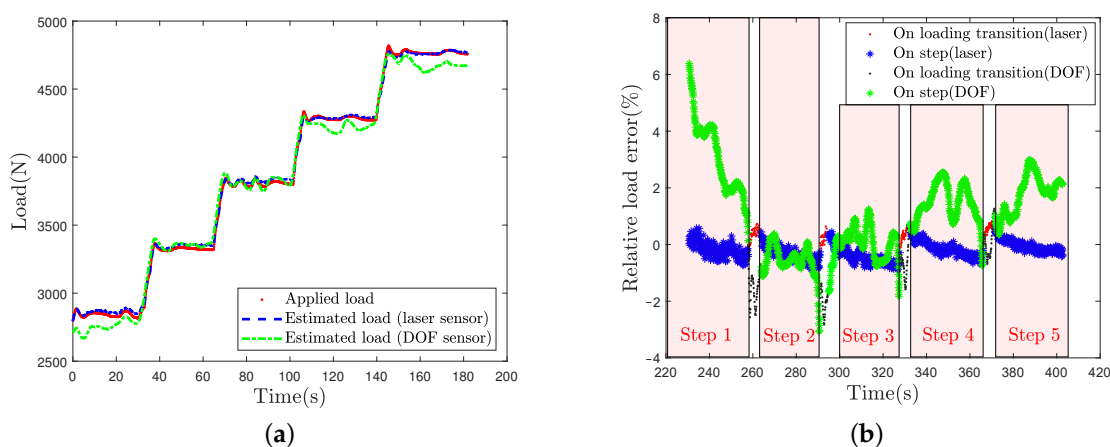 5000
4500
4000
3500
3000
2500
Load(N)
0 20 40 60 80 100 120 140 160 180 200
Time(s)
Applied load
Estimated load (laser sensor)
Estimated load (DOF sensor)
(a)
8
6
4
2
0
−2
−4
Relative load error(%)
On loading transition(laser)
On step(laser)
On loading transition(DOF)
On step(DOF)
Step 1 Step 2 Step 3 Step 4 Step 5
220 240 260 280 300 320 340 360 380 400 420
Time(s)
(b)